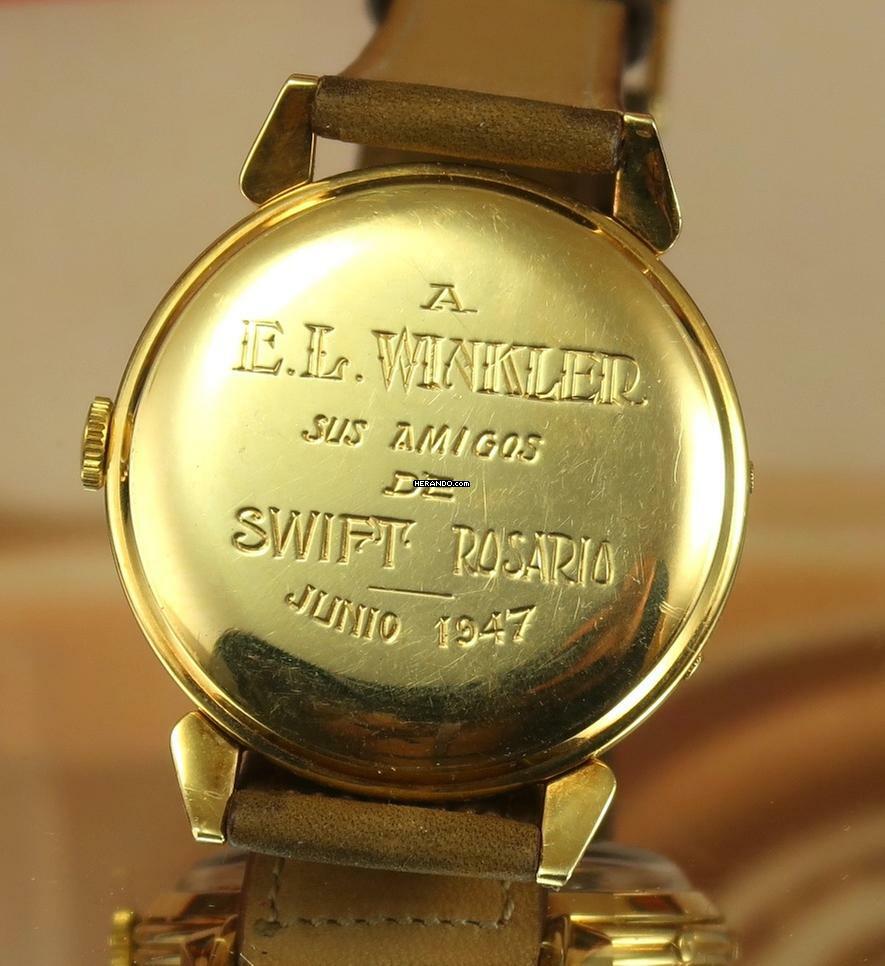 A
E.L. WINKLER
SUS AMIGOS
DE
HERANDO.com
SWIFT ROSARIO
JUNIO 1947